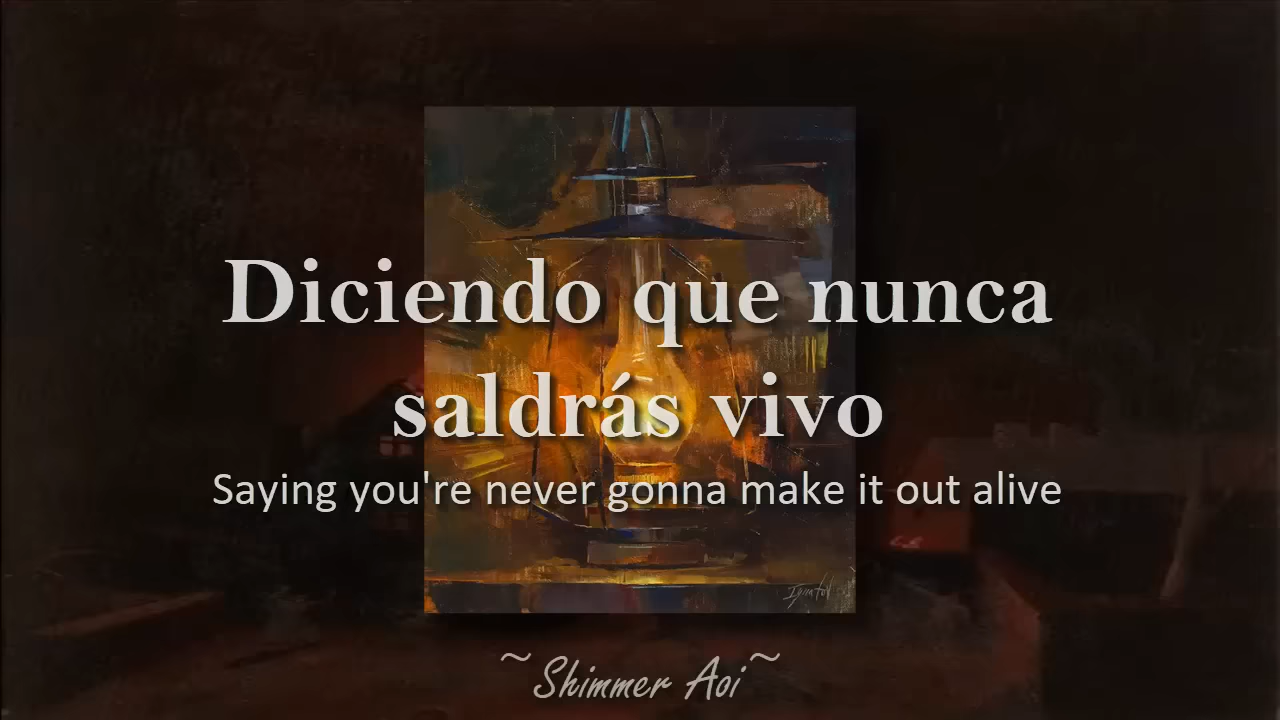 Diciendo que nunca
saldrás vivo
Saying you're never gonna make it out alive
~Shimmer Aoi~